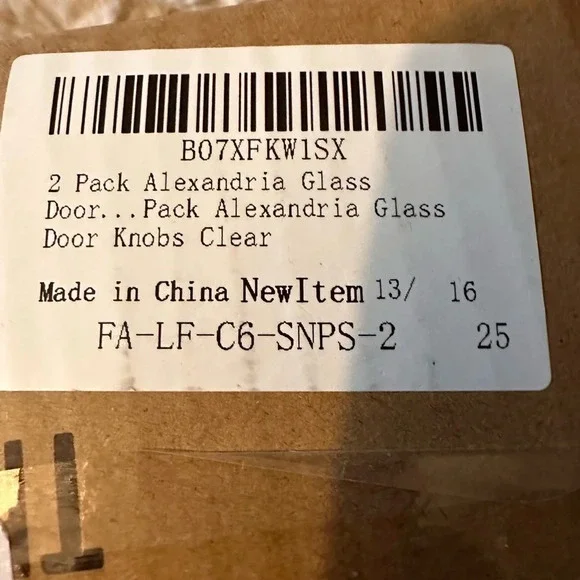 B07XFKW1SX
2 Pack Alexandria Glass
Door...Pack Alexandria Glass
Door Knobs Clear
Made in China NewItem 13/ 16
FA-LF-C6-SNPS-2 25